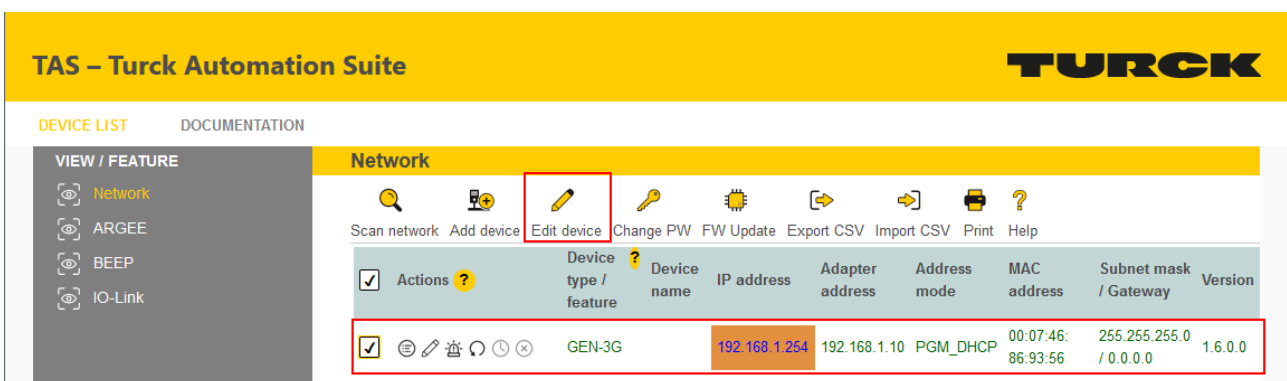 TAS – Turck Automation Suite
TURCK
DEVICE LIST DOCUMENTATION
VIEW / FEATURE
Network
ARGEE
BEEP
IO-Link
Network
Scan network Add device Edit device Change PW FW Update Export CSV Import CSV Print Help
Actions ? Device type / feature ? Device name IP address Adapter address Address mode MAC address Subnet mask / Gateway Version
GEN-3G 192.168.1.254 192.168.1.10 PGM_DHCP 00:07:46:86:93:56 255.255.255.0 / 0.0.0.0 1.6.0.0